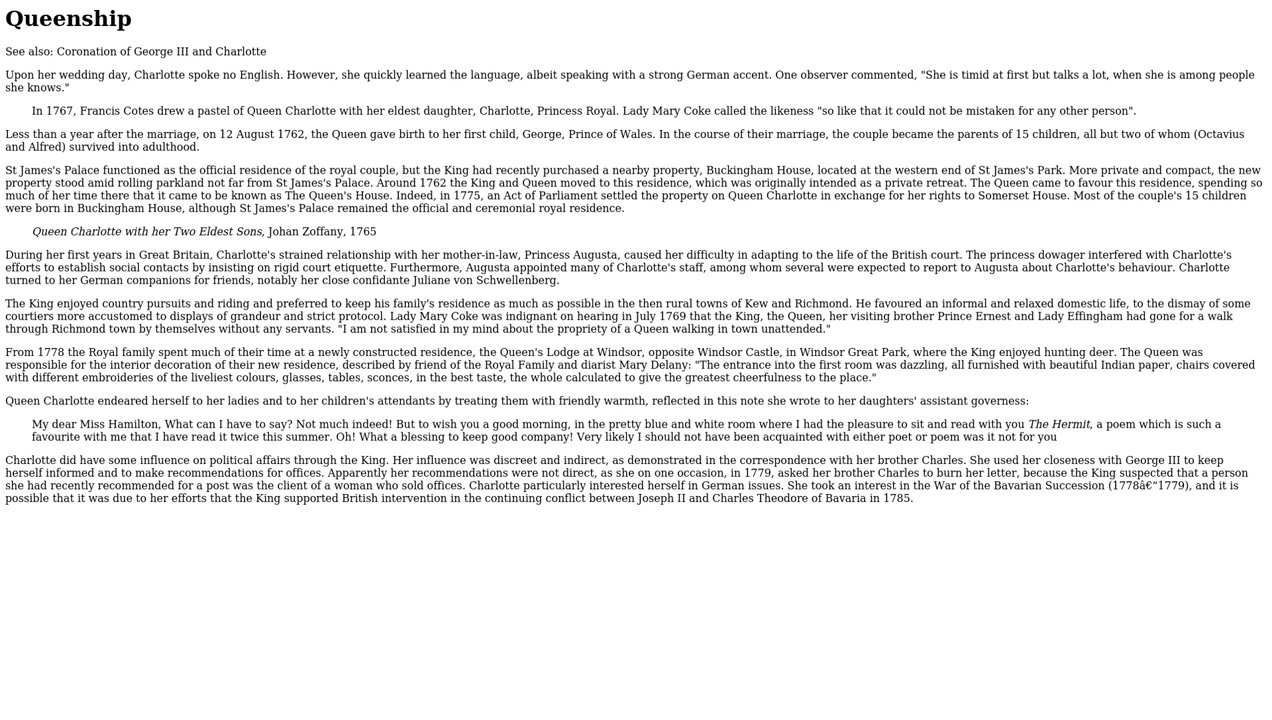 Queenship
See also: Coronation of George III and Charlotte
Upon her wedding day, Charlotte spoke no English. However, she quickly learned the language, albeit speaking with a strong German accent. One observer commented, "She is timid at first but talks a lot, when she is among people
she knows."
In 1767, Francis Cotes drew a pastel of Queen Charlotte with her eldest daughter, Charlotte, Princess Royal. Lady Mary Coke called the likeness "so like that it could not be mistaken for any other person".
Less than a year after the marriage, on 12 August 1762, the Queen gave birth to her first child, George, Prince of Wales. In the course of their marriage, the couple became the parents of 15 children, all but two of whom (Octavius
and Alfred) survived into adulthood.
St James's Palace functioned as the official residence of the royal couple, but the King had recently purchased a nearby property, Buckingham House, located at the western end of St James's Park. More private and compact, the new
property stood amid rolling parkland not far from St James's Palace. Around 1762 the King and Queen moved to this residence, which was originally intended as a private retreat. The Queen came to favour this residence, spending so
much of her time there that it came to be known as The Queen's House. Indeed, in 1775, an Act of Parliament settled the property on Queen Charlotte in exchange for her rights to Somerset House. Most of the couple's 15 children
were born in Buckingham House, although St James's Palace remained the official and ceremonial royal residence.
Queen Charlotte with her Two Eldest Sons, Johan Zoffany, 1765
During her first years in Great Britain, Charlotte's strained relationship with her mother-in-law, Princess Augusta, caused her difficulty in adapting to the life of the British court. The princess dowager interfered with Charlotte's
efforts to establish social contacts by insisting on rigid court etiquette. Furthermore, Augusta appointed many of Charlotte's staff, among whom several were expected to report to Augusta about Charlotte's behaviour. Charlotte
turned to her German companions for friends, notably her close confidante Juliane von Schwellenberg.
The King enjoyed country pursuits and riding and preferred to keep his family's residence as much as possible in the then rural towns of Kew and Richmond. He favoured an informal and relaxed domestic life, to the dismay of some
courtiers more accustomed to displays of grandeur and strict protocol. Lady Mary Coke was indignant on hearing in July 1769 that the King, the Queen, her visiting brother Prince Ernest and Lady Effingham had gone for a walk
through Richmond town by themselves without any servants. "I am not satisfied in my mind about the propriety of a Queen walking in town unattended."
From 1778 the Royal family spent much of their time at a newly constructed residence, the Queen's Lodge at Windsor, opposite Windsor Castle, in Windsor Great Park, where the King enjoyed hunting deer. The Queen was
responsible for the interior decoration of their new residence, described by friend of the Royal Family and diarist Mary Delany: "The entrance into the first room was dazzling, all furnished with beautiful Indian paper, chairs covered
with different embroideries of the liveliest colours, glasses, tables, sconces, in the best taste, the whole calculated to give the greatest cheerfulness to the place."
Queen Charlotte endeared herself to her ladies and to her children's attendants by treating them with friendly warmth, reflected in this note she wrote to her daughters' assistant governess:
My dear Miss Hamilton, What can I have to say? Not much indeed! But to wish you a good morning, in the pretty blue and white room where I had the pleasure to sit and read with you The Hermit, a poem which is such a
favourite with me that I have read it twice this summer. Oh! What a blessing to keep good company! Very likely I should not have been acquainted with either poet or poem was it not for you
Charlotte did have some influence on political affairs through the King. Her influence was discreet and indirect, as demonstrated in the correspondence with her brother Charles. She used her closeness with George III to keep
herself informed and to make recommendations for offices. Apparently her recommendations were not direct, as she on one occasion, in 1779, asked her brother Charles to burn her letter, because the King suspected that a person
she had recently recommended for a post was the client of a woman who sold offices. Charlotte particularly interested herself in German issues. She took an interest in the War of the Bavarian Succession (1778â€“1779), and it is
possible that it was due to her efforts that the King supported British intervention in the continuing conflict between Joseph II and Charles Theodore of Bavaria in 1785.